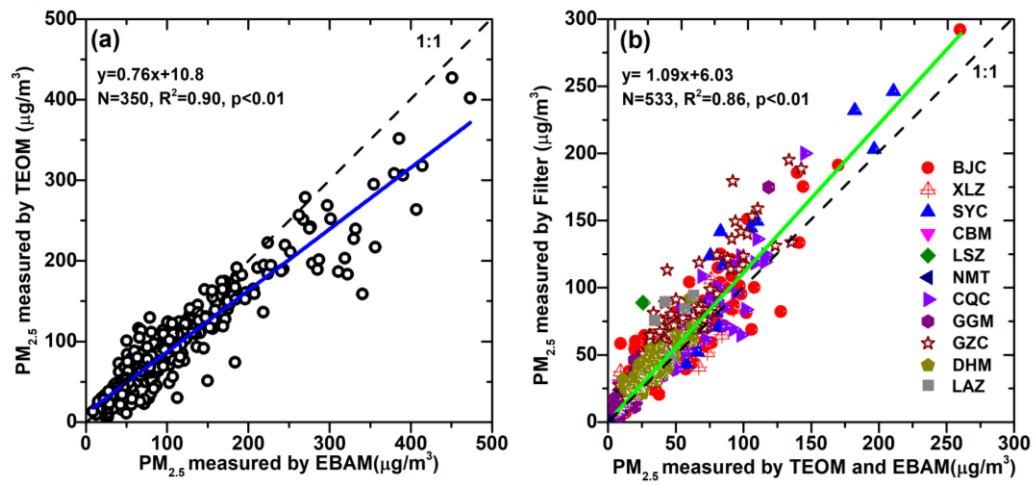 (a)
1:1
y=0.76x+10.8
N=350, R²=0.90, p<0.01
PM₂.₅ measured by TEOM (μg/m³)
500
400
300
200
100
0
0 100 200 300 400 500
PM₂.₅ measured by EBAM(μg/m³)
(b)
1:1
y= 1.09x+6.03
N=533, R²=0.86, p<0.01
PM₂.₅ measured by Filter (μg/m³)
300
250
200
150
100
50
0
BJC
XLZ
SYC
CBM
LSZ
NMT
CQC
GGM
GZC
DHM
LAZ
0 50 100 150 200 250 300
PM₂.₅ measured by TEOM and EBAM(μg/m³)